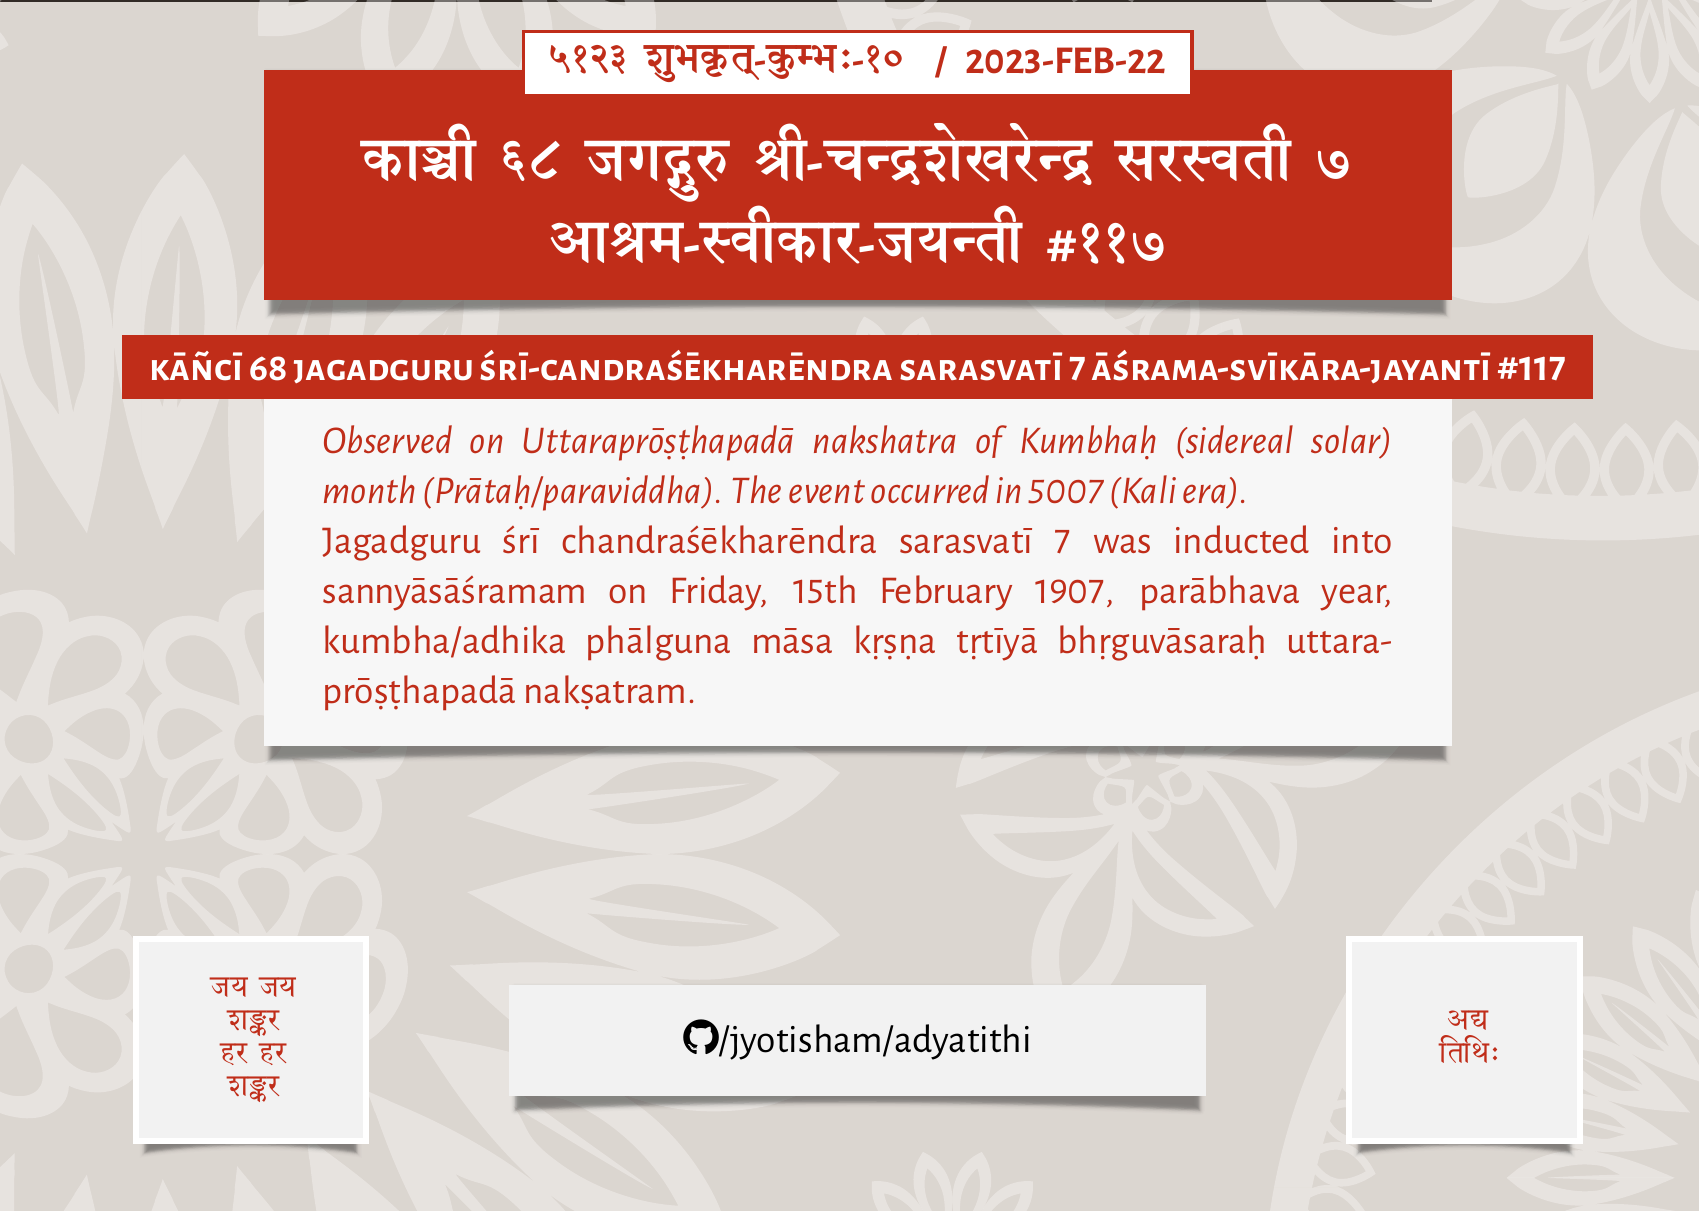 ५१२३ शुभकृत्-कुम्भः-१० / 2023-FEB-22
काञ्ची ६८ जगद्गुरु श्री-चन्द्रशेखरेन्द्र सरस्वती ७
आश्रम-स्वीकार-जयन्ती #११७
KĀÑCĪ 68 JAGADGURU ŚRĪ-CANDRAŚĒKHARĒNDRA SARASVATĪ 7 ĀŚRAMA-SVĪKĀRA-JAYANTĪ #117
Observed on Uttaraprōṣṭhapadā nakshatra of Kumbhaḥ (sidereal solar)
month (Prātaḥ/paraviddha). The event occurred in 5007 (Kali era).
Jagadguru śrī chandraśēkharēndra sarasvatī 7 was inducted into
sannyāsāśramam on Friday, 15th February 1907, parābhava year,
kumbha/adhika phālguna māsa kṛṣṇa tṛtīyā bhṛguvāsaraḥ uttara-
prōṣṭhapadā nakṣatram.
जय जय
शङ्कर
हर हर
शङ्कर
/jyotisham/adyatithi
अद्य
तिथिः